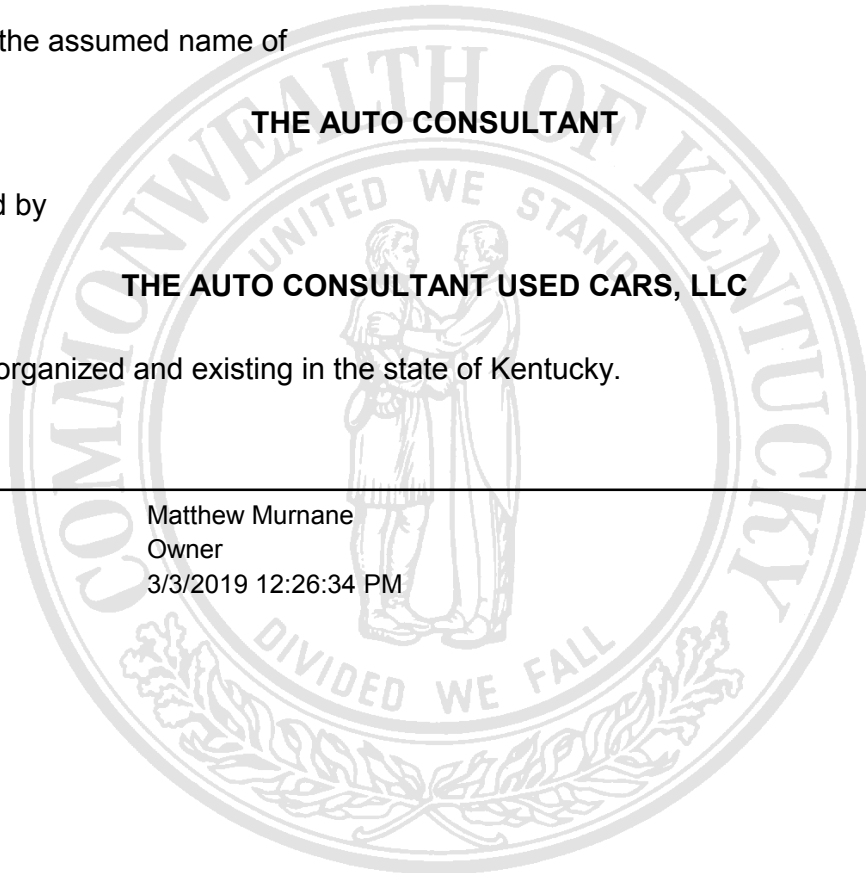 the assumed name of
THE AUTO CONSULTANT
d by
THE AUTO CONSULTANT USED CARS, LLC
organized and existing in the state of Kentucky.
Matthew Murnane
Owner
3/3/2019 12:26:34 PM
COMMONWEALTH OF KENTUCKY
UNITED WE STAND
DIVIDED WE FALL